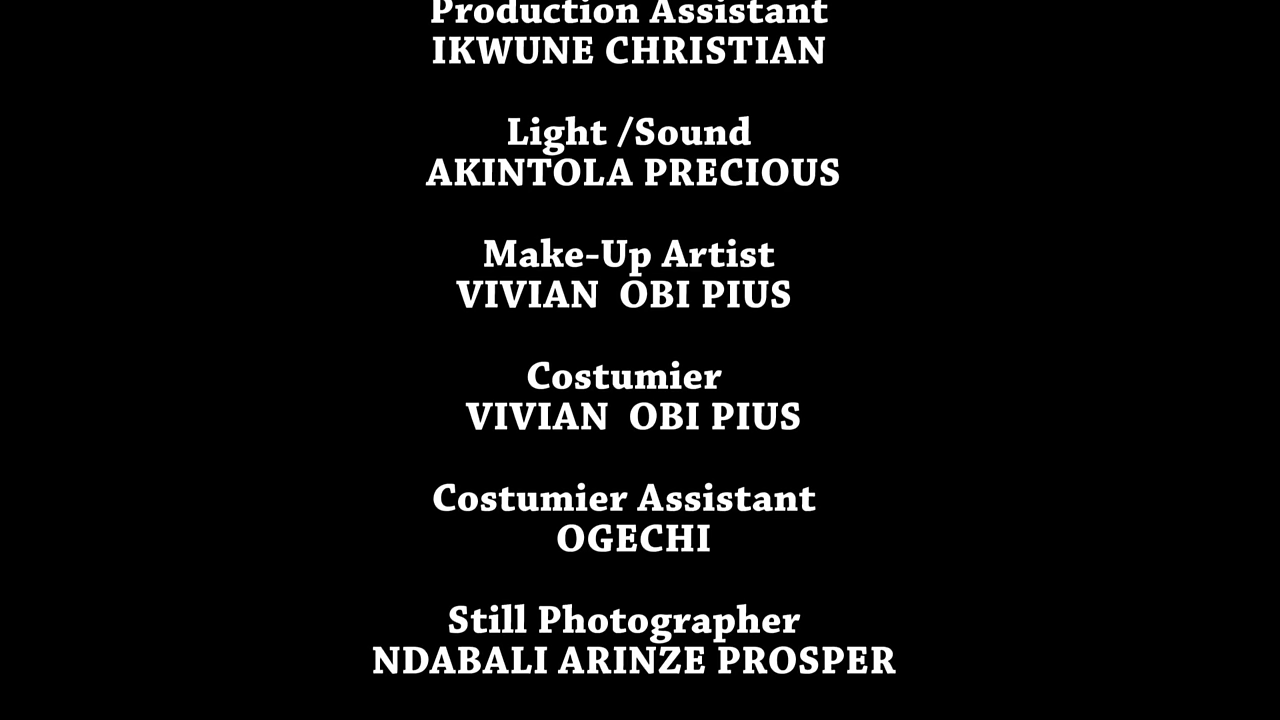 Production Assistant
IKWUNE CHRISTIAN
Light /Sound
AKINTOLA PRECIOUS
Make-Up Artist
VIVIAN  OBI PIUS
Costumier
VIVIAN  OBI PIUS
Costumier Assistant
OGECHI
Still Photographer
NDABALI ARINZE PROSPER